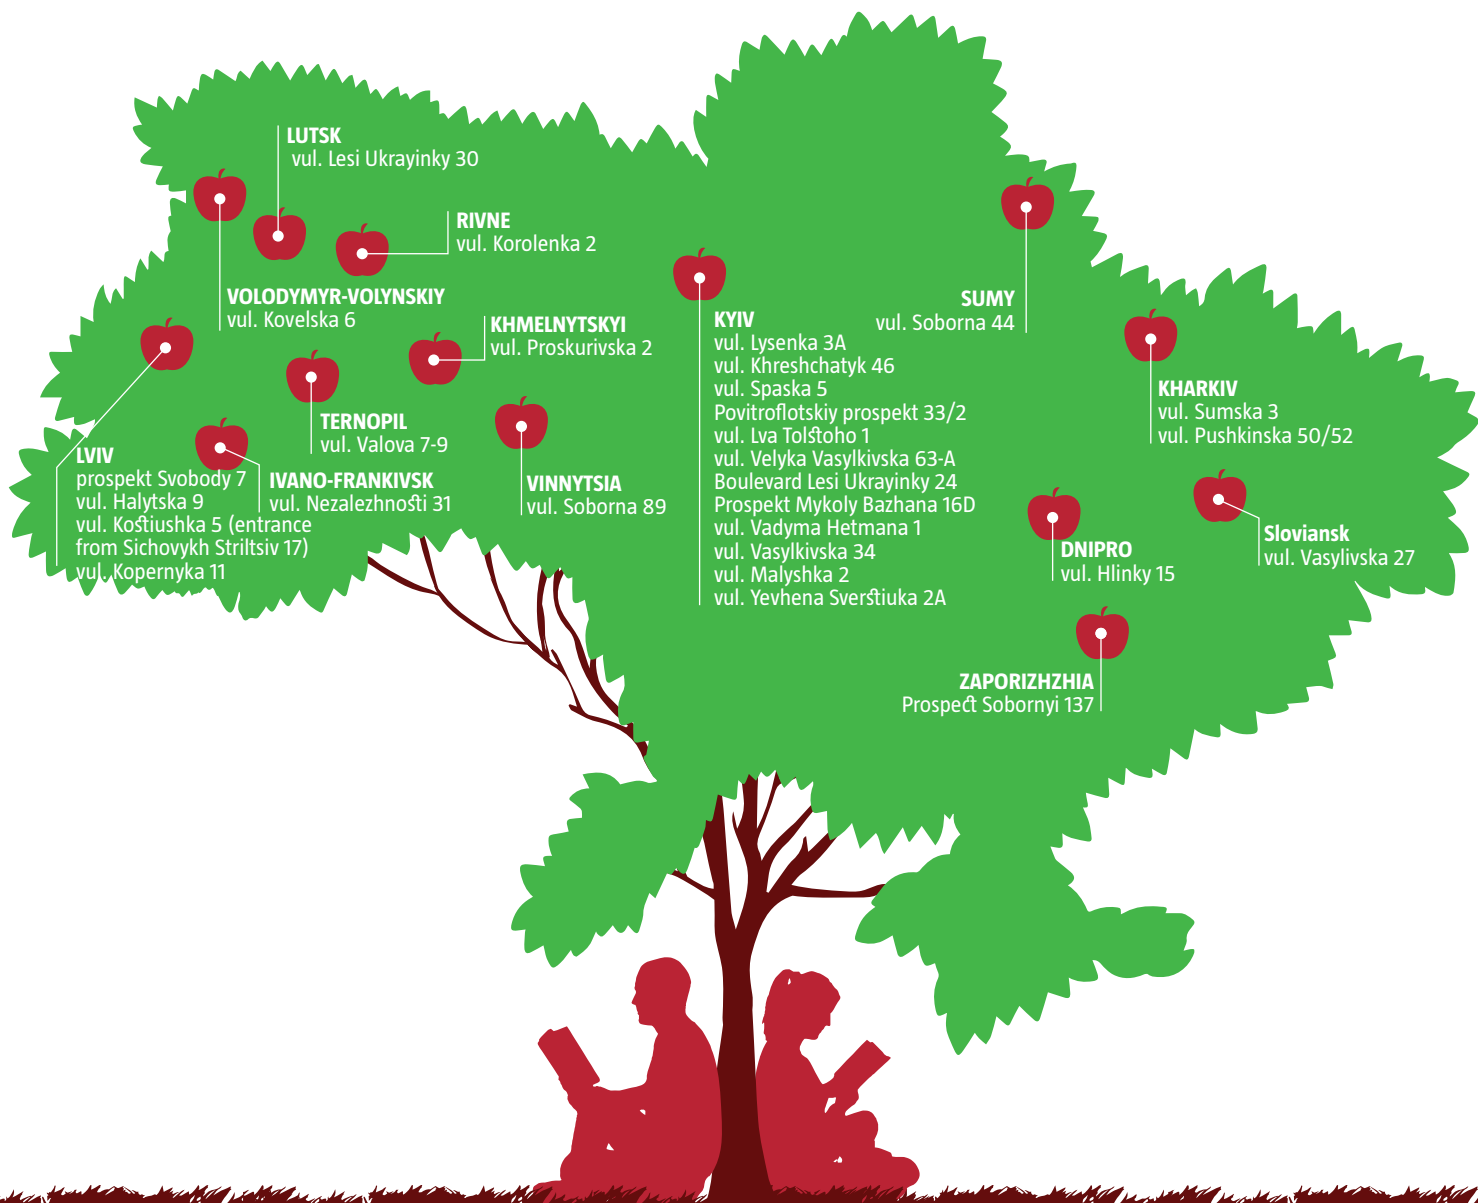 LUTSK
vul. Lesi Ukrayinky 30
RIVNE
vul. Korolenka 2
VOLODYMYR-VOLYNSKIY
vul. Kovelska 6
KHMELNYTSKYI
vul. Proskurivska 2
TERNOPIL
vul. Valova 7-9
LVIV
prospekt Svobody 7
vul. Halytska 9
vul. Kostiushka 5 (entrance
from Sichovykh Striltsiv 17)
vul. Kopernyka 11
IVANO-FRANKIVSK
vul. Nezalezhnosti 31
VINNYTSIA
vul. Soborna 89
KYIV
vul. Lysenka 3A
vul. Khreshchatyk 46
vul. Spaska 5
Povitroflotskiy prospekt 33/2
vul. Lva Tolstoho 1
vul. Velyka Vasylkivska 63-A
Boulevard Lesi Ukrayinky 24
Prospekt Mykoly Bazhana 16D
vul. Vadyma Hetmana 1
vul. Vasylkivska 34
vul. Malyshka 2
vul. Yevhena Sverstiuka 2A
SUMY
vul. Soborna 44
KHARKIV
vul. Sumska 3
vul. Pushkinska 50/52
DNIPRO
vul. Hlinky 15
Sloviansk
vul. Vasylivska 27
ZAPORIZHZHIA
Prospect Sobornyi 137